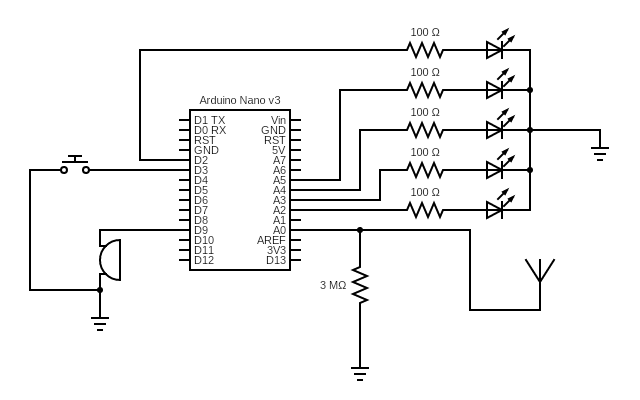 100 Ω
100 Ω
100 Ω
100 Ω
100 Ω
Arduino Nano v3
D1 TX Vin
D0 RX GND
RST RST
GND 5V
D2 A7
D3 A6
D4 A5
D5 A4
D6 A3
D7 A2
D8 A1
D9 A0
D10 AREF
D11 3V3
D12 D13
3 MΩ